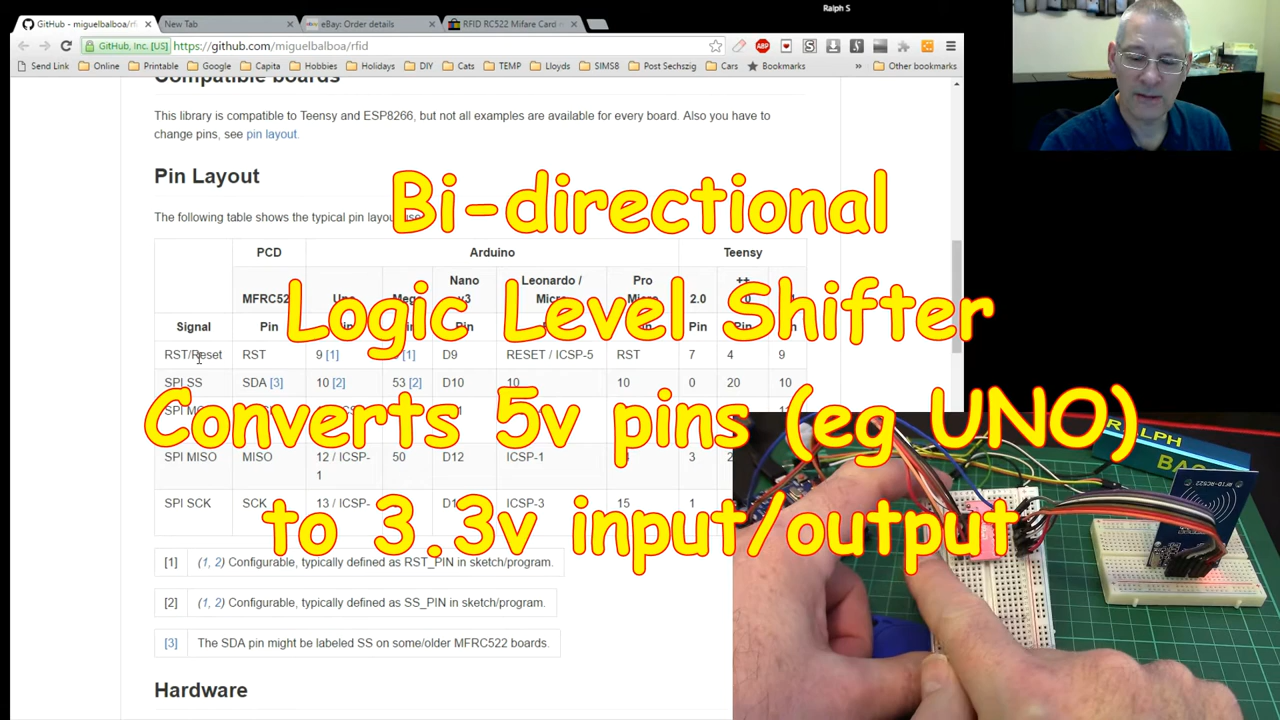 Ralph S
GitHub - miguelbalboa/rfid
New Tab
eBay: Order details
RFID RC522 Mifare Card
GitHub, Inc. [US]
https://github.com/miguelbalboa/rfid
Send Link
Online
Printable
Google
Capita
Hobbies
Holidays
DIY
Cats
TEMP
Lloyds
SIMS8
Post Sechszig
Cars
Bookmarks
»
Other bookmarks
Compatible boards
This library is compatible to Teensy and ESP8266, but not all examples are available for every board. Also you have to
change pins, see pin layout.
Pin Layout
The following table shows the typical pin layout
Bi-directional
Logic Level Shifter
Converts 5v pins (eg UNO)
to 3.3v input/output
PCD Arduino Teensy
Nano Leonardo / Pro ++
2.0
Signal Pin Pin
RST/Reset RST 9 [1] [1] D9 RESET / ICSP-5 RST 7 4 9
SPI SS SDA [3] 10 [2] 53 [2] D10 10 10 0 20 10
SPI MISO MISO 12 / ICSP-1 50 D12 ICSP-1 3
SPI SCK SCK 13 / ICSP- ICSP-3 15 1
[1] (1, 2) Configurable, typically defined as RST_PIN in sketch/program.
[2] (1, 2) Configurable, typically defined as SS_PIN in sketch/program.
[3] The SDA pin might be labeled SS on some/older MFRC522 boards.
Hardware
RALPH
RFID-RC522